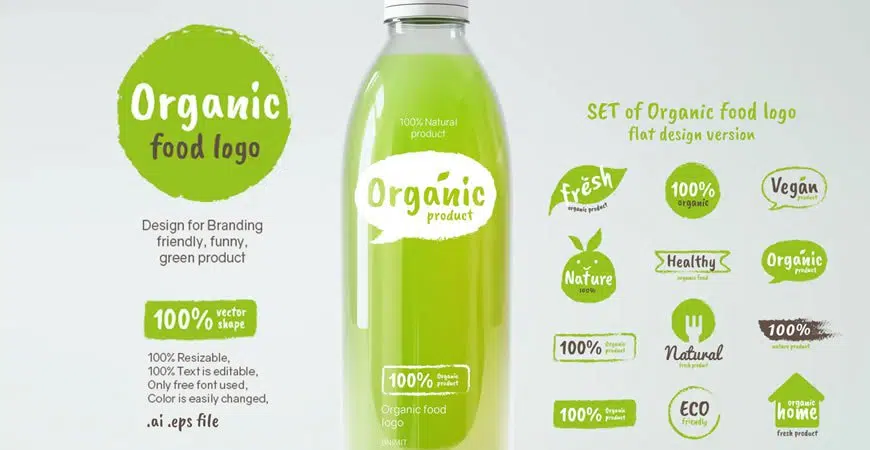 Organic
food logo
Design for Branding
friendly, funny,
green product
100% vector
shape
100% Resizable,
100% Text is editable,
Only free font used,
Color is easily changed,
.ai .eps file
100% Natural
product
Organic
product
100% Organic
product
Organic food
logo
SET of Organic food logo
flat design version
fresh
organic product
100%
organic
Vegan
product
Nature
100%
Healthy
organic food
Organic
product
100% Organic
product
Natural
fresh product
100%
nature product
100% Organic
product
ECO
friendly
organic
home
fresh product